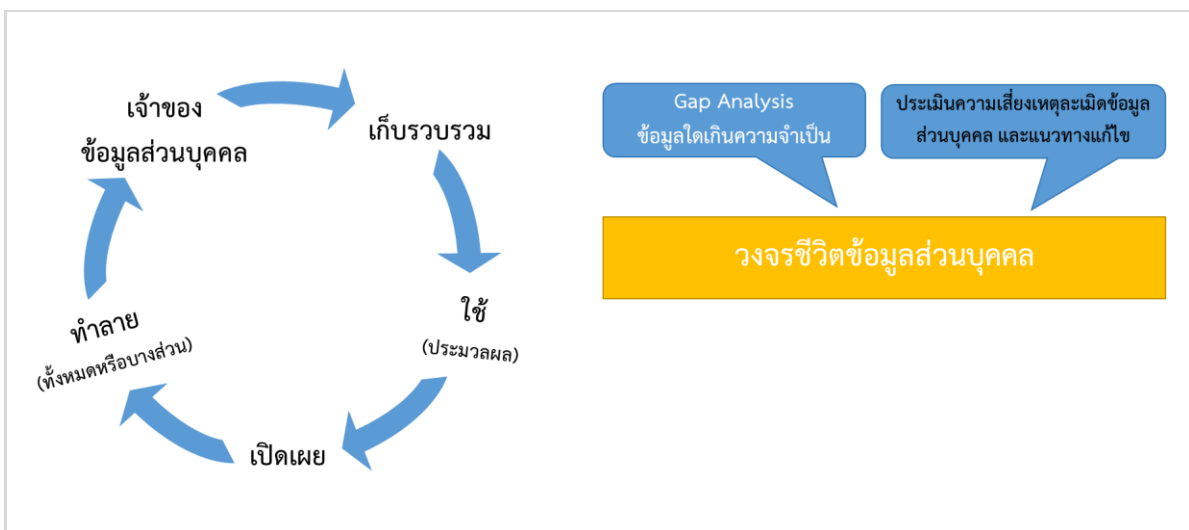 เจ้าของ
ข้อมูลส่วนบุคคล
เก็บรวบรวม
ใช้
(ประมวลผล)
เปิดเผย
ทำลาย
(ทั้งหมดหรือบางส่วน)
Gap Analysis
ข้อมูลใดเกินความจำเป็น
ประเมินความเสี่ยงเหตุละเมิดข้อมูล
ส่วนบุคคล และแนวทางแก้ไข
วงจรชีวิตข้อมูลส่วนบุคคล